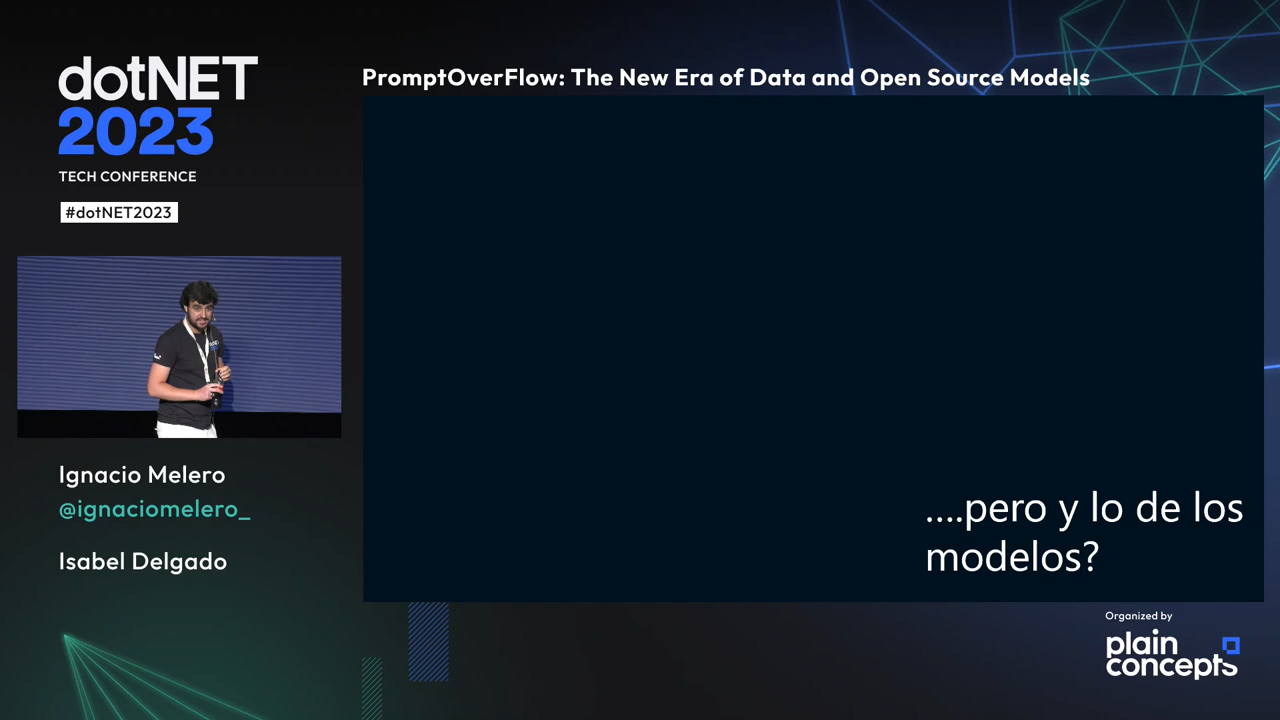 dotNET
2023
TECH CONFERENCE
#dotNET2023
PromptOverFlow: The New Era of Data and Open Source Models
Ignacio Melero
@ignaciomelero_
Isabel Delgado
....pero y lo de los
modelos?
Organized by
plain
concepts